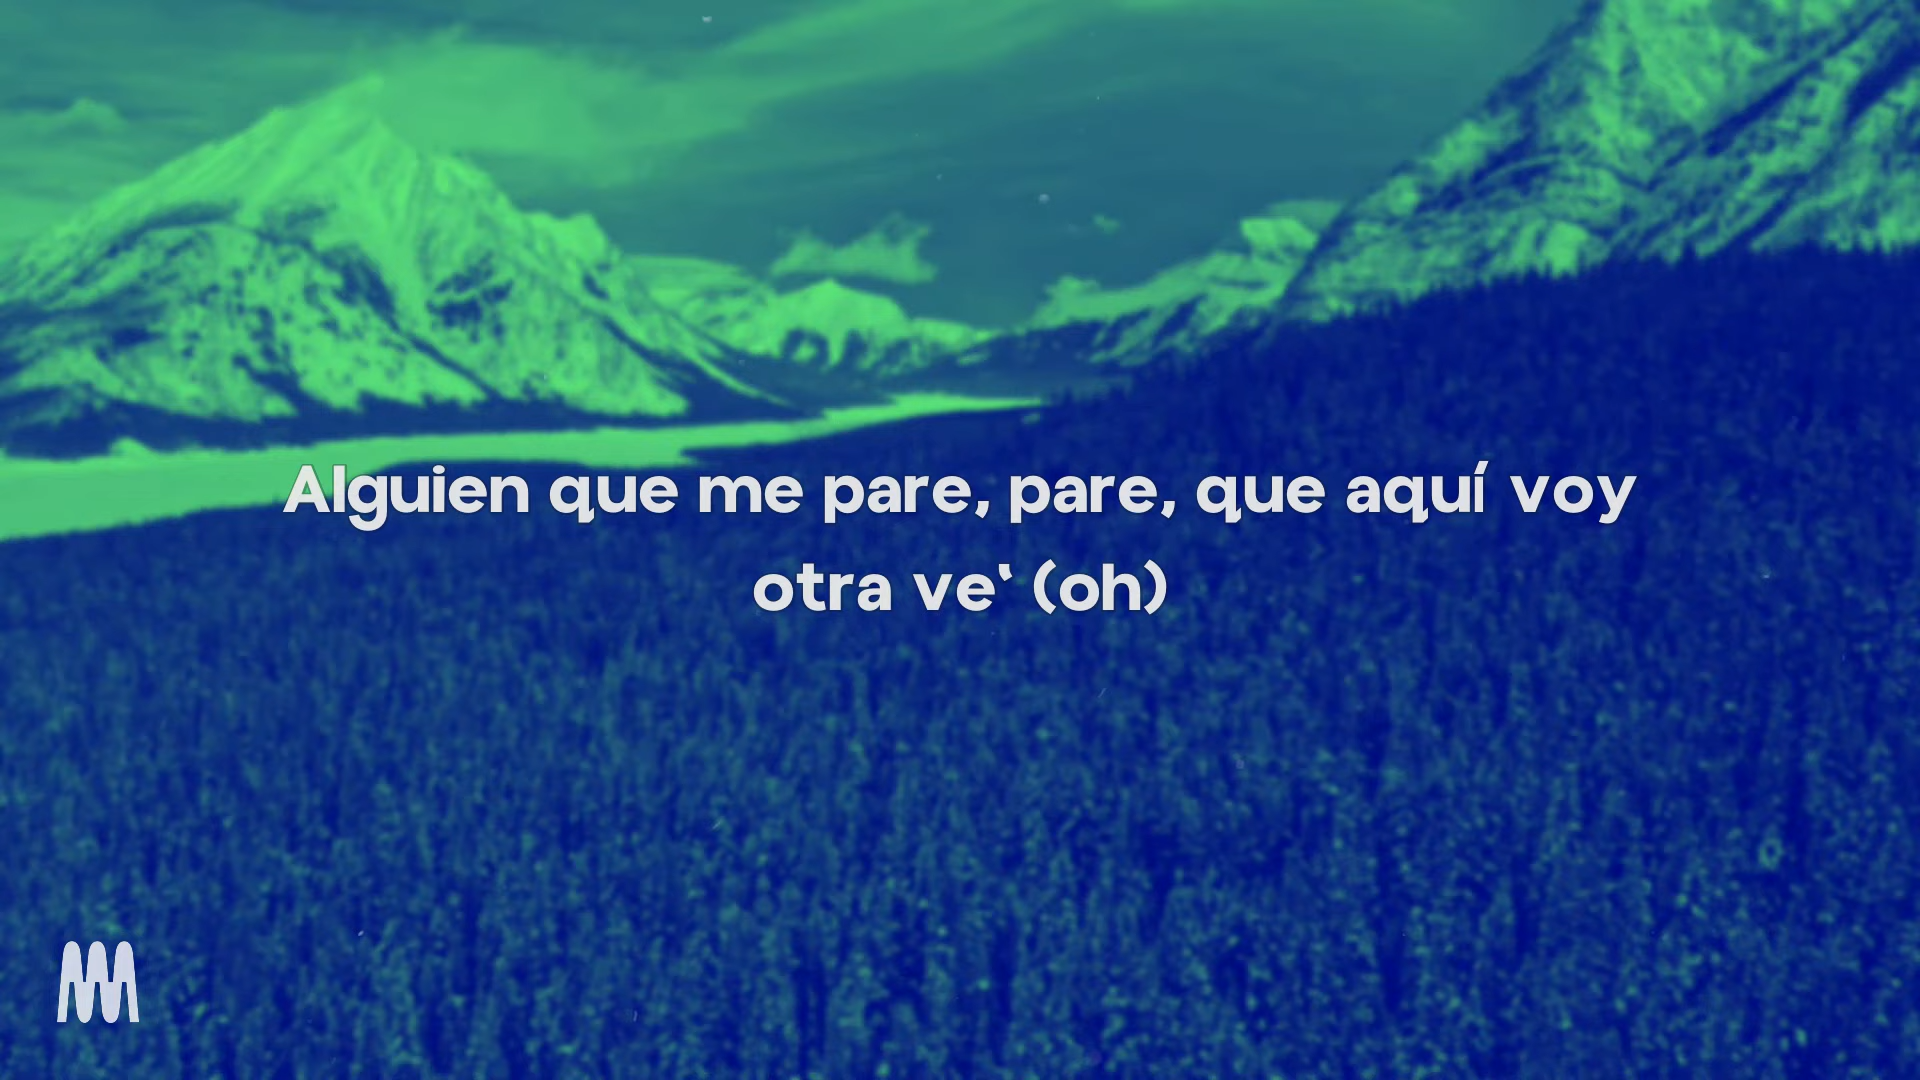 Alguien que me pare, pare, que aquí voy
otra ve‛ (oh)